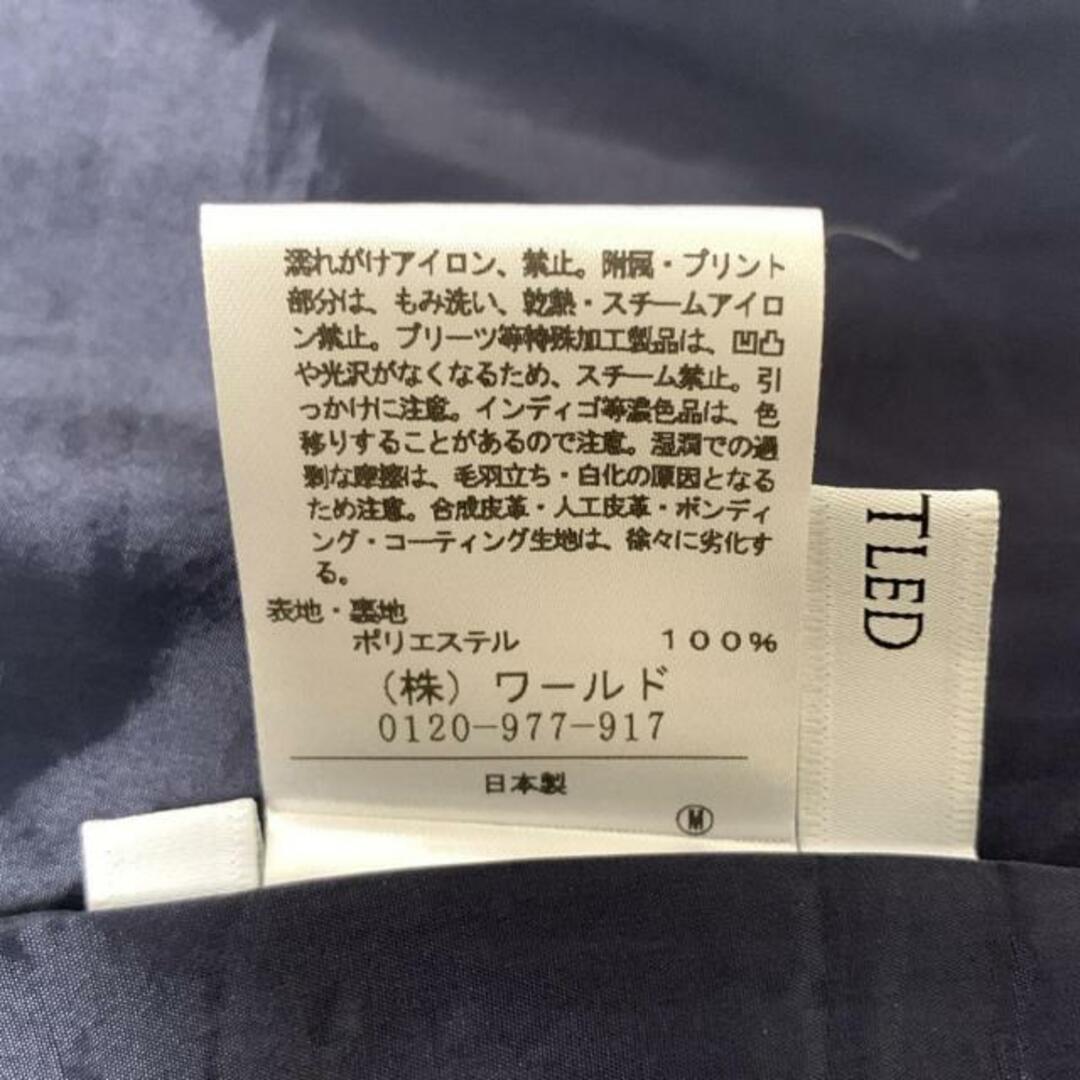 濡れがけアイロン、禁止。附属・プリント
部分は、もみ洗い、乾熱・スチームアイロ
ン禁止。プリーツ等特殊加工製品は、凹凸
や光沢がなくなるため、スチーム禁止。引
っかけに注意。インディゴ等濃色品は、色
移りすることがあるので注意。湿潤での過
剰な摩擦は、毛羽立ち・白化の原因となる
ため注意。合成皮革・人工皮革・ボンディ
ング・コーティング生地は、徐々に劣化す
る。
表地・裏地
ポリエステル 100%
(株) ワールド
0120-977-917
日本製
M
TLED